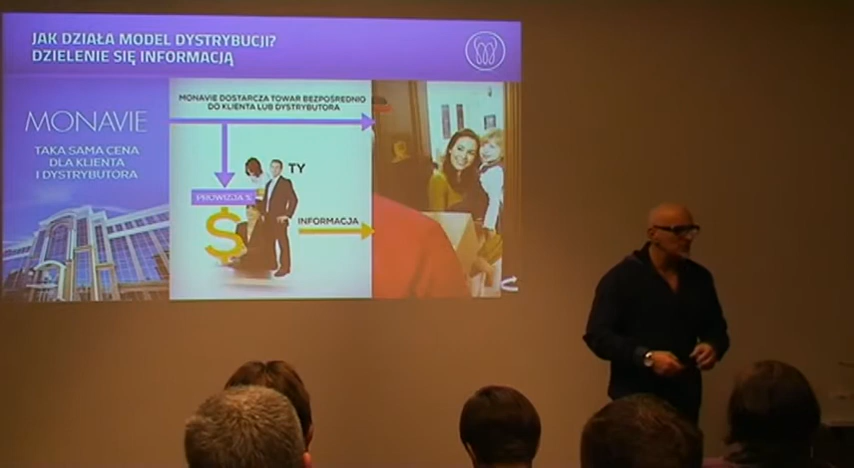 JAK DZIAŁA MODEL DYSTRYBUCJI?
DZIELENIE SIĘ INFORMACJĄ
MONAVIE
TAKA SAMA CENA
DLA KLIENTA
I DYSTRYBUTORA
MONAVIE DOSTARCZA TOWAR BEZPOŚREDNIO
DO KLIENTA LUB DYSTRYBUTORA
TY
PROWIZJA %
$
INFORMACJA